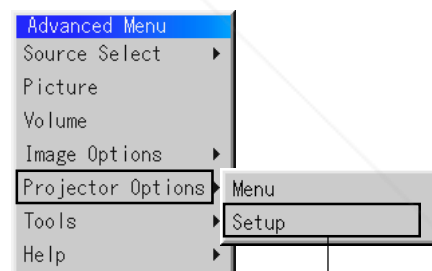 Advanced Menu
Source Select
Picture
Volume
Image Options
Projector Options
Menu
Tools
Setup
Help